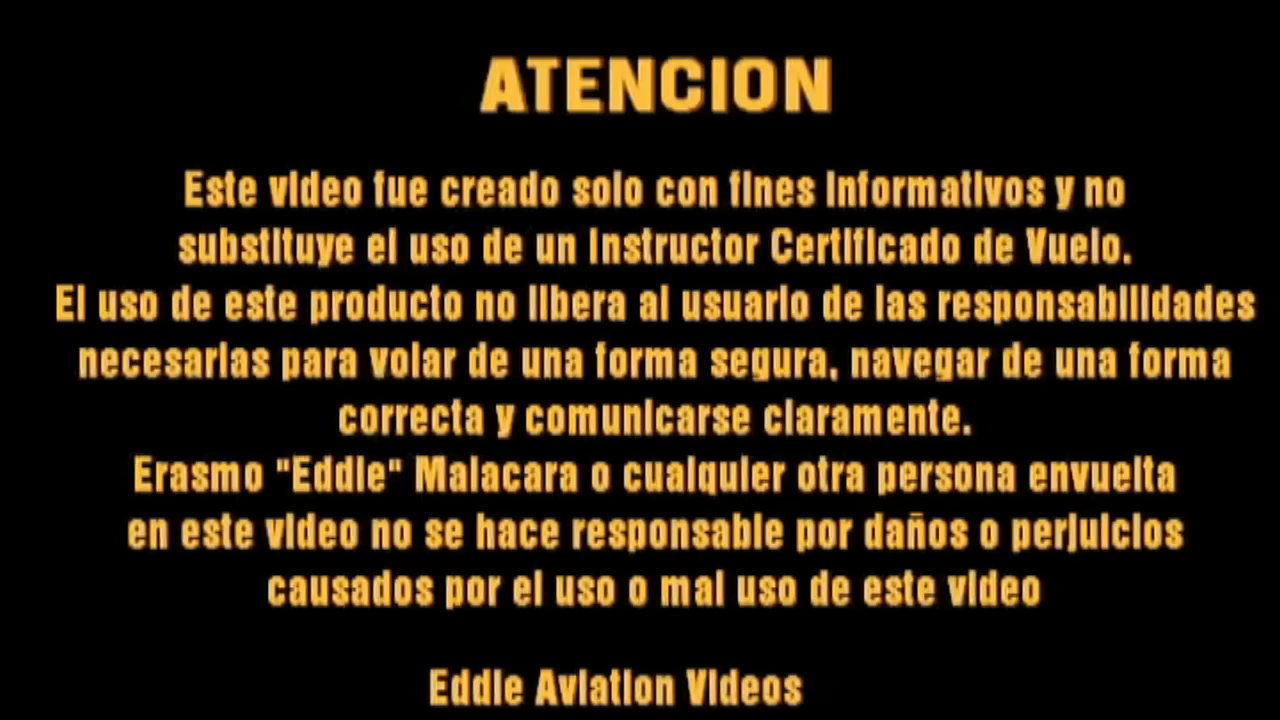 ATENCION
Este video fue creado solo con fines informativos y no
substituye el uso de un Instructor Certificado de Vuelo.
El uso de este producto no libera al usuario de las responsabilidades
necesarias para volar de una forma segura, navegar de una forma
correcta y comunicarse claramente.
Erasmo "Eddie" Malacara o cualquier otra persona envuelta
en este video no se hace responsable por daños o perjuicios
causados por el uso o mal uso de este video
Eddie Aviation Videos